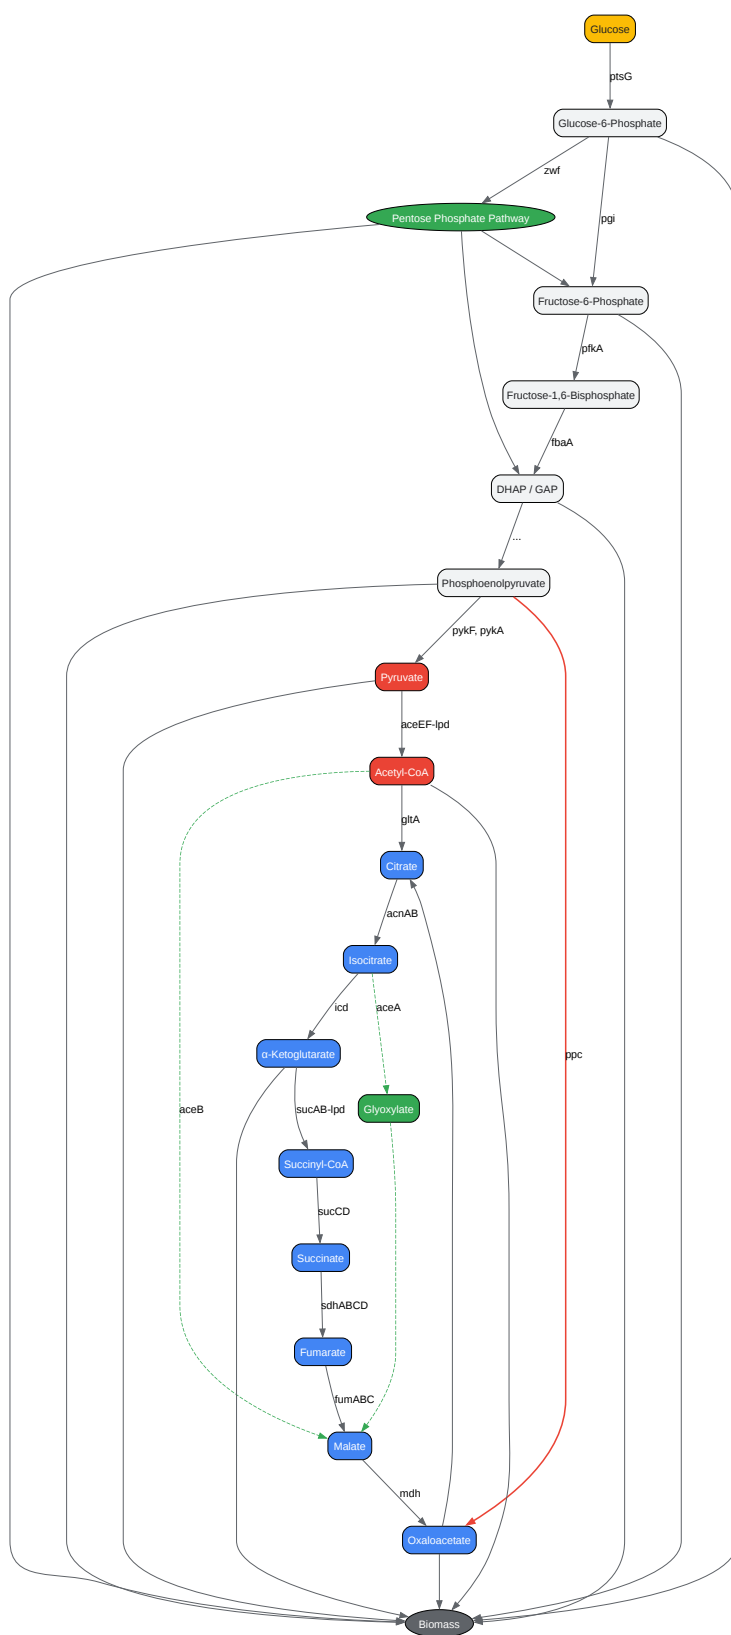 Glucose
ptsG
Glucose-6-Phosphate
zwf
Pentose Phosphate Pathway
pgi
Fructose-6-Phosphate
pfkA
Fructose-1,6-Bisphosphate
fbaA
DHAP / GAP
...
Phosphoenolpyruvate
pykF, pykA
Pyruvate
aceEF-lpd
Acetyl-CoA
gltA
Citrate
acnAB
Isocitrate
icd
aceA
α-Ketoglutarate
ppc
aceB
sucAB-lpd
Glyoxylate
Succinyl-CoA
sucCD
Succinate
sdhABCD
Fumarate
fumABC
Malate
mdh
Oxaloacetate
Biomass